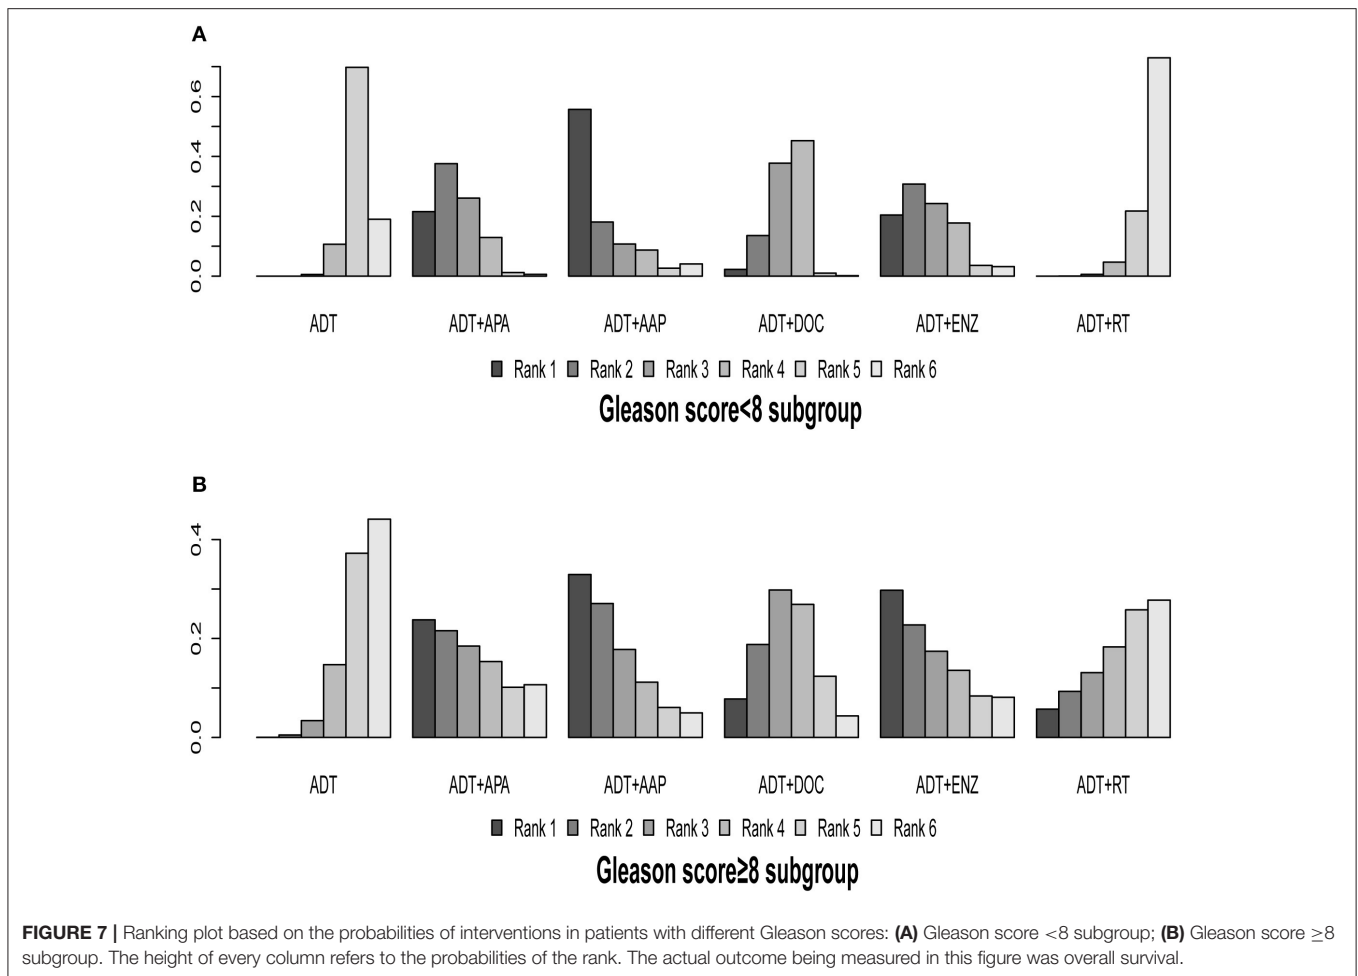 A
0.0 0.2 0.4 0.6
ADT ADT+APA ADT+AAP ADT+DOC ADT+ENZ ADT+RT
Rank 1 Rank 2 Rank 3 Rank 4 Rank 5 Rank 6
Gleason score<8 subgroup
B
0.0 0.2 0.4
ADT ADT+APA ADT+AAP ADT+DOC ADT+ENZ ADT+RT
Rank 1 Rank 2 Rank 3 Rank 4 Rank 5 Rank 6
Gleason score≥8 subgroup
FIGURE 7 | Ranking plot based on the probabilities of interventions in patients with different Gleason scores: (A) Gleason score <8 subgroup; (B) Gleason score ≥8
subgroup. The height of every column refers to the probabilities of the rank. The actual outcome being measured in this figure was overall survival.